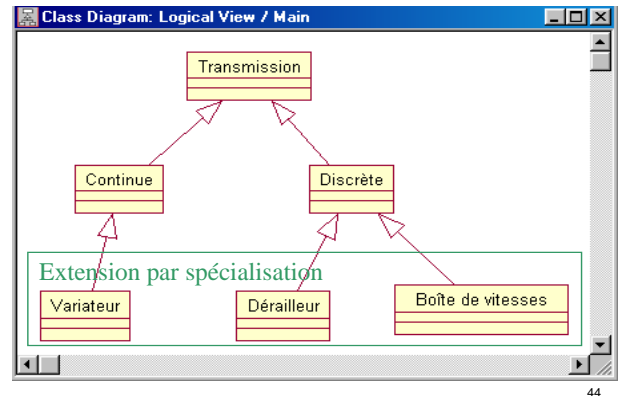 Class Diagram: Logical View / Main
Transmission
Continue
Discrète
Extension par spécialisation
Variateur
Dérailleur
Boîte de vitesses
44